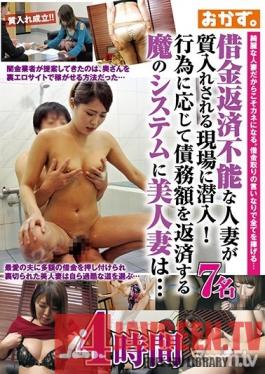 おかず。
綺麗な人妻だからこそカネになる。借金取りの言いなりで全てを捧げる…
質入れ成立!!
闇金業者が提案してきたのは、奥さんを
裏エロサイトで稼がせる方法だった…
借金返済不能な人妻が
質入れされる現場に潜入!
行為に応じて債務額を返済する
魔のシステムに美人妻は…
7名
最愛の夫に多額の借金を押し付けられ
裏切られた美人妻は自ら過酷な道を選ぶ…
4時間